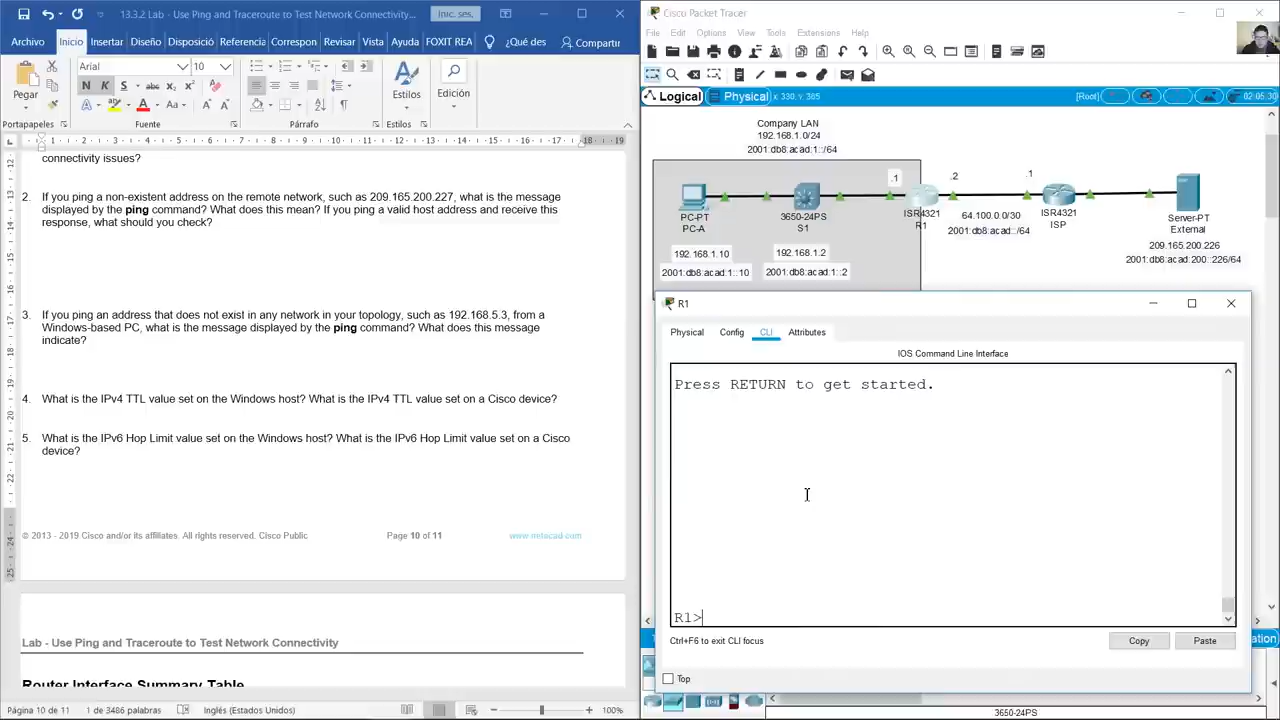 13.3.2 Lab - Use Ping and Traceroute to Test Network Connectivity...
Inic. ses.
Archivo
Inicio
Diseño
Disposición
Referencia
Correspon
Revisar
Vista
Ayuda
FOXIT REA
¿Qué des
Compartir
Pegar
Arial
10
Estilos
Edición
Portapapeles
Fuente
Párrafo
Estilos
connectivity issues?
2. If you ping a non-existent address on the remote network, such as 209.165.200.227, what is the message
displayed by the ping command? What does this mean? If you ping a valid host address and receive this
response, what should you check?
3. If you ping an address that does not exist in any network in your topology, such as 192.168.5.3, from a
Windows-based PC, what is the message displayed by the ping command? What does this message
indicate?
4. What is the IPv4 TTL value set on the Windows host? What is the IPv4 TTL value set on a Cisco device?
5. What is the IPv6 Hop Limit value set on the Windows host? What is the IPv6 Hop Limit value set on a Cisco
device?
© 2013 - 2019 Cisco and/or its affiliates. All rights reserved. Cisco Public
Page 10 of 11
www.netacad.com
Lab - Use Ping and Traceroute to Test Network Connectivity
Router Interface Summary Table
Página 10 de 11
1 de 3486 palabras
Inglés (Estados Unidos)
100%
Cisco Packet Tracer
File Edit Options View Tools Extensions Help
Logical
Physical
x: 330, Y: 365
[Root]
02:05:30
Company LAN
192.168.1.0/24
2001:db8:acad:1::/64
.1
.2
.1
PC-PT
PC-A
3650-24PS
S1
ISR4321
R1
64.100.0.0/30
2001:db8:acad::/64
ISR4321
ISP
Server-PT
External
192.168.1.10
2001:db8:acad:1::10
192.168.1.2
2001:db8:acad:1::2
209.165.200.226
2001:db8:acad:200::226/64
R1
Physical
Config
CLI
Attributes
IOS Command Line Interface
Press RETURN to get started.
R1>
Ctrl+F6 to exit CLI focus
Copy
Paste
Top
3650-24PS